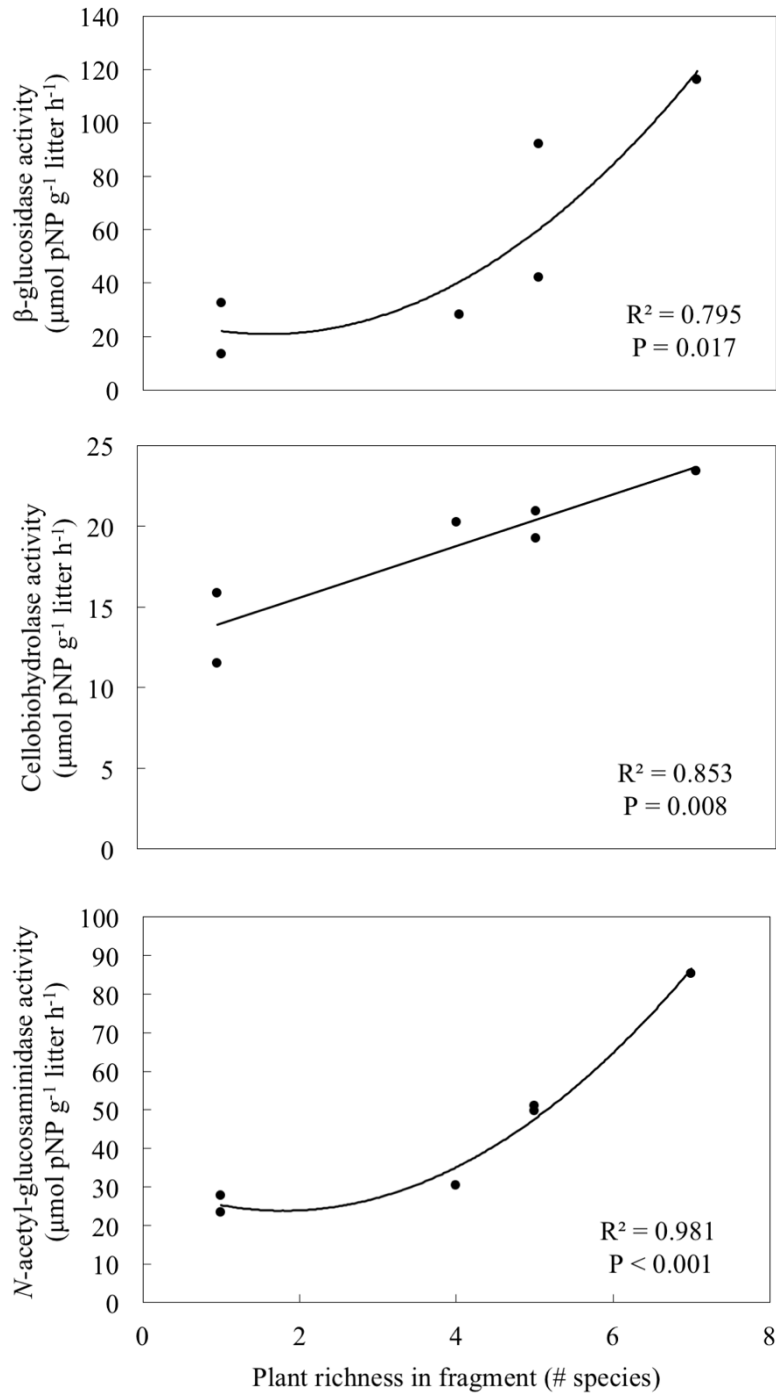 β-glucosidase activity
(µmol pNP g⁻¹ litter h⁻¹)
140
120
100
80
60
40
20
0
R² = 0.795
P = 0.017
Cellobiohydrolase activity
(µmol pNP g⁻¹ litter h⁻¹)
25
20
15
10
5
0
R² = 0.853
P = 0.008
N-acetyl-glucosaminidase activity
(µmol pNP g⁻¹ litter h⁻¹)
100
90
80
70
60
50
40
30
20
10
0
R² = 0.981
P < 0.001
0 2 4 6 8
Plant richness in fragment (# species)